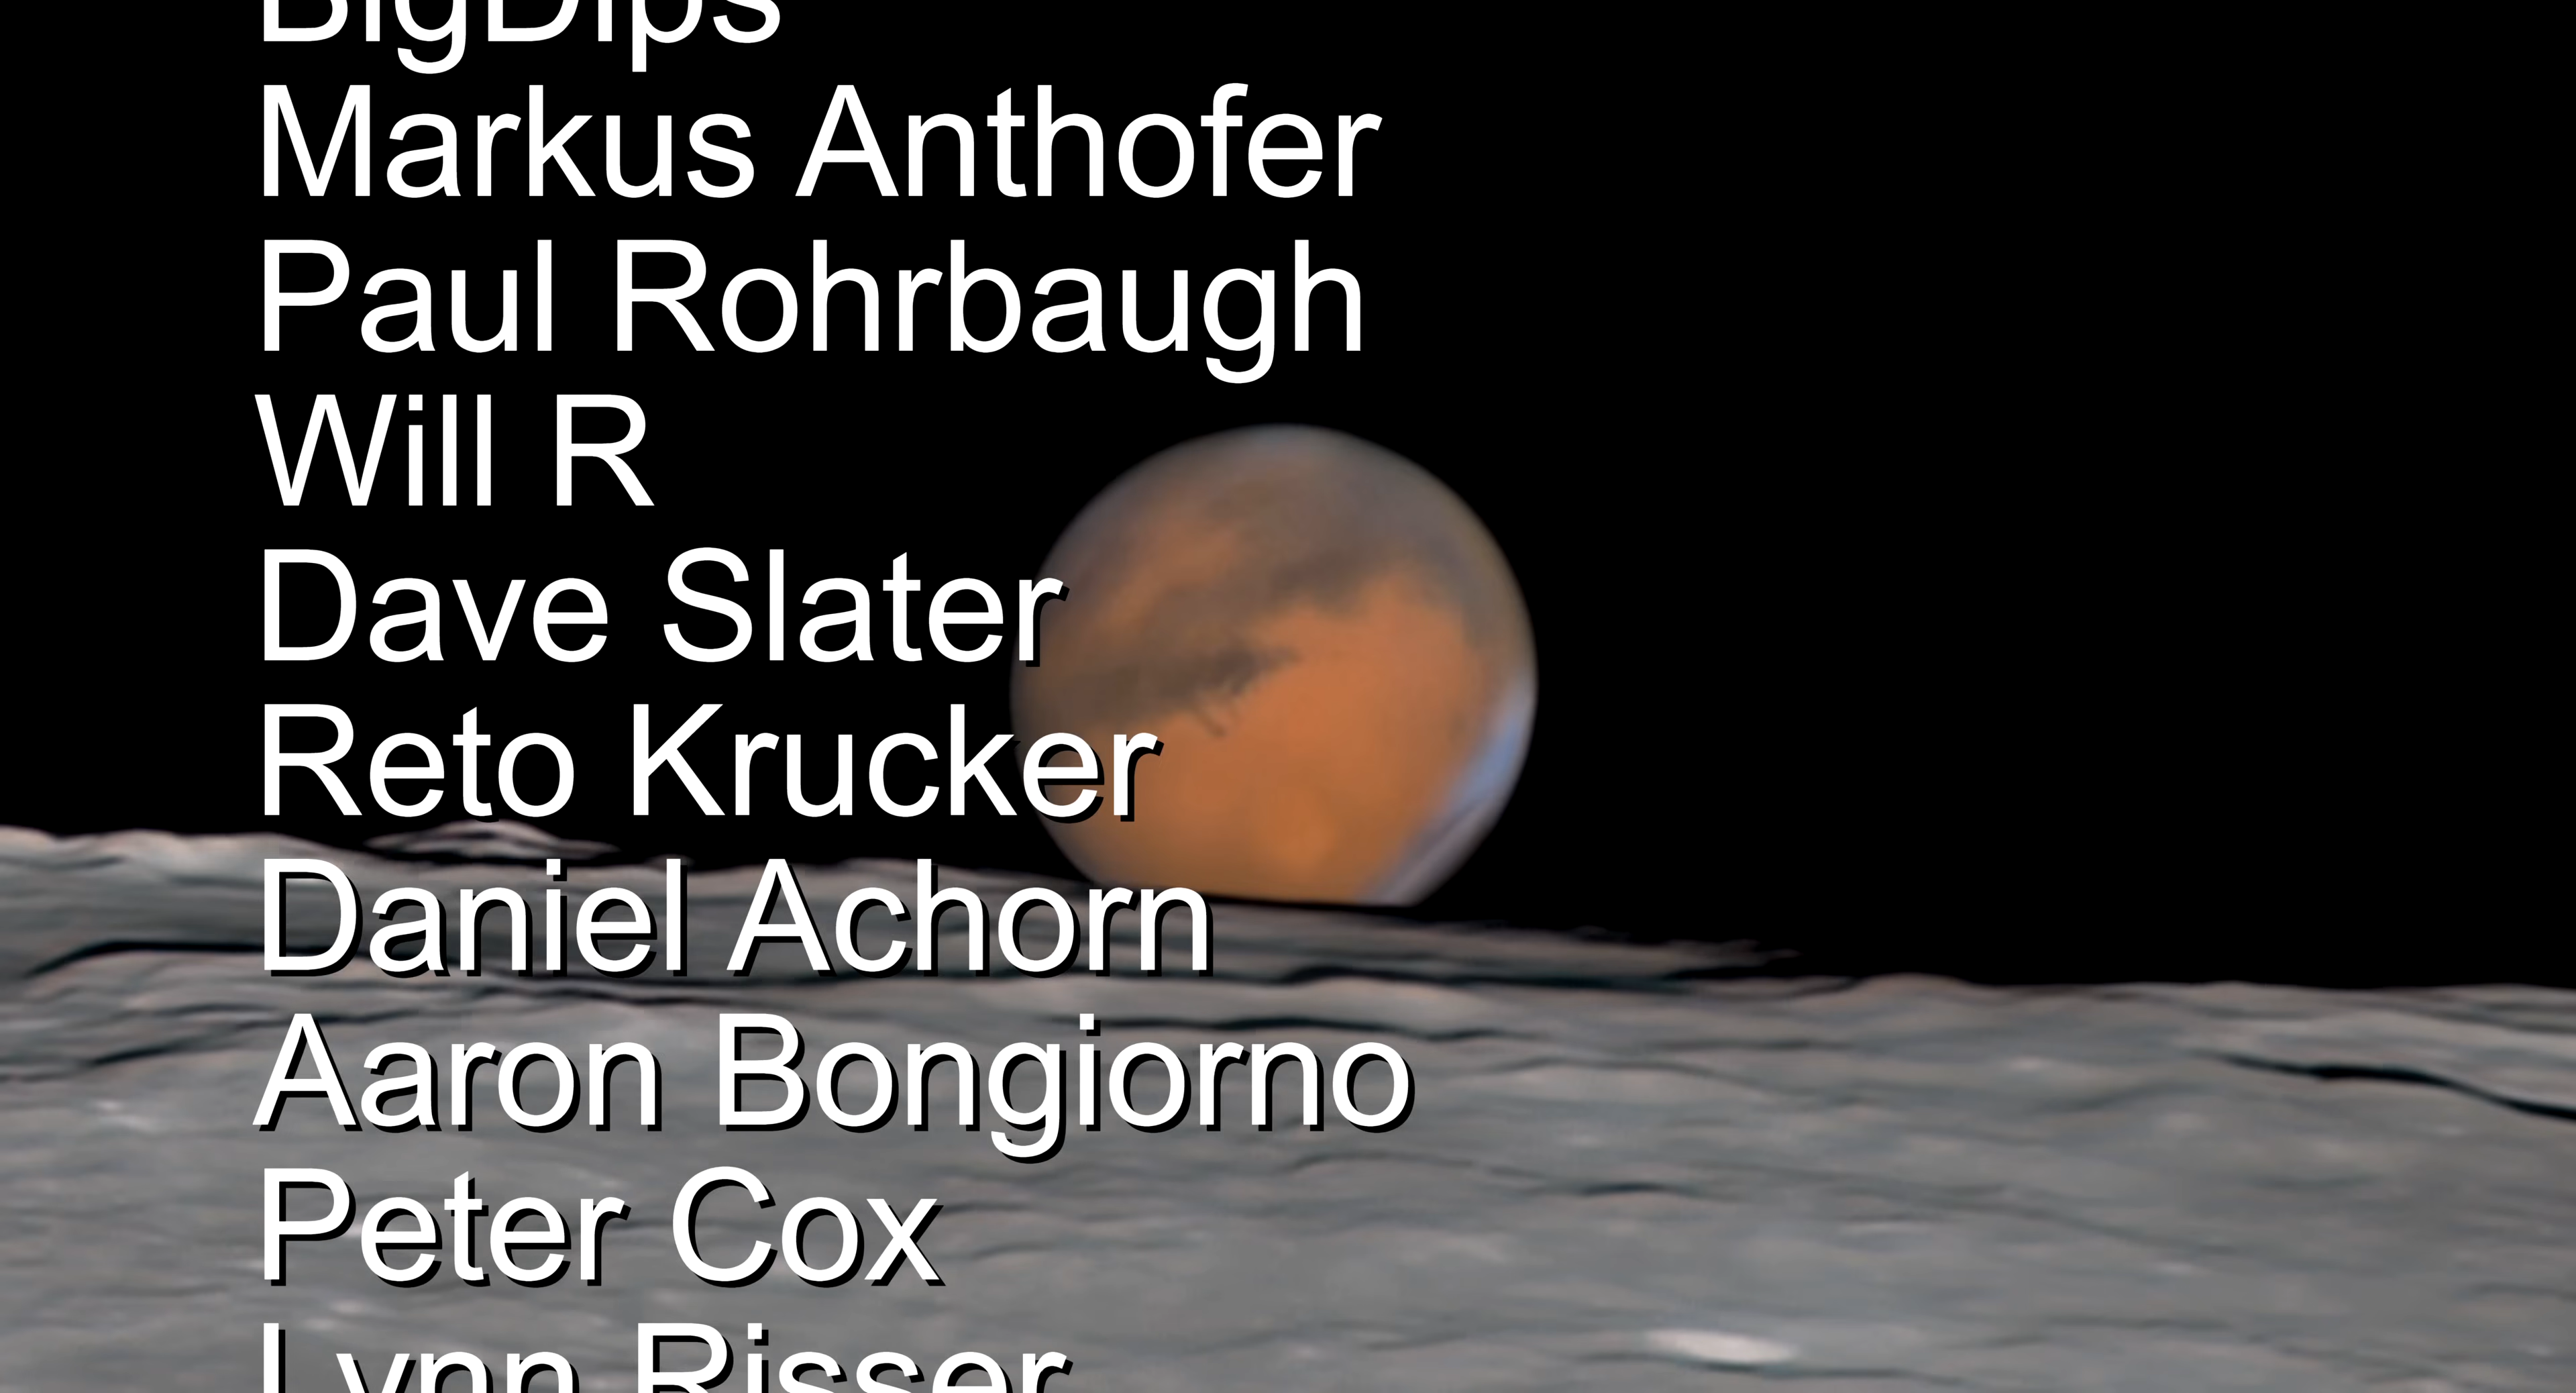 BigDips
Markus Anthofer
Paul Rohrbaugh
Will R
Dave Slater
Reto Krucker
Daniel Achorn
Aaron Bongiorno
Peter Cox
Lynn Risser